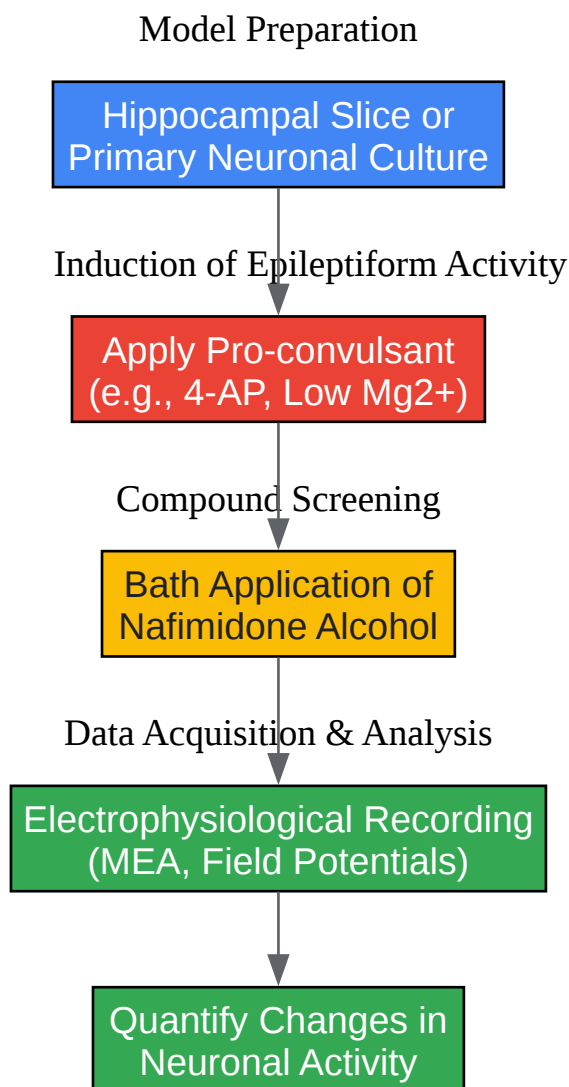 Model Preparation
Hippocampal Slice or
Primary Neuronal Culture
Induction of Epileptiform Activity
Apply Pro-convulsant
(e.g., 4-AP, Low Mg2+)
Compound Screening
Bath Application of
Nafimidone Alcohol
Data Acquisition & Analysis
Electrophysiological Recording
(MEA, Field Potentials)
Quantify Changes in
Neuronal Activity